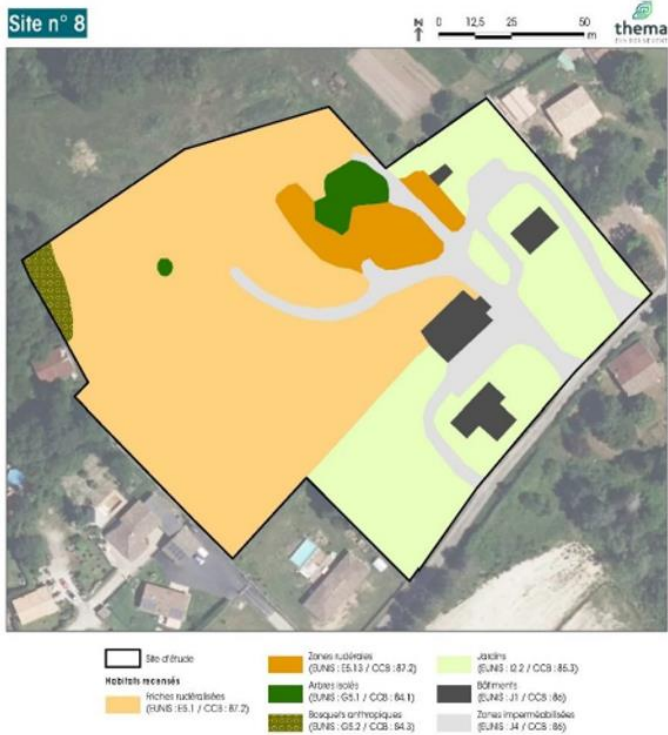 Site n° 8
N
0 12,5 25 50
m
thema
Site d'étude
Habitats recensés
Friches rudéralisées
(EUNIS : E5.1 / CCB : 87.2)
Zones rudérales
(EUNIS : E5.13 / CCB : 87.2)
Arbres isolés
(EUNIS : G5.1 / CCB : 84.1)
Bosquets anthropiques
(EUNIS : G5.2 / CCB : 84.3)
Jardins
(EUNIS : I2.2 / CCB : 85.3)
Bâtiments
(EUNIS : J1 / CCB : 86)
Zones imperméabilisées
(EUNIS : J4 / CCB : 86)